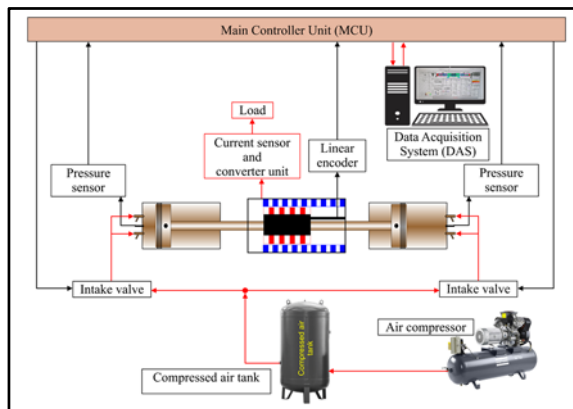 Main Controller Unit (MCU)
Load
Current sensor
and
converter unit
Linear
encoder
Data Acquisition
System (DAS)
Pressure
sensor
Pressure
sensor
Intake valve
Intake valve
Air compressor
Compressed air
tank
Compressed air tank